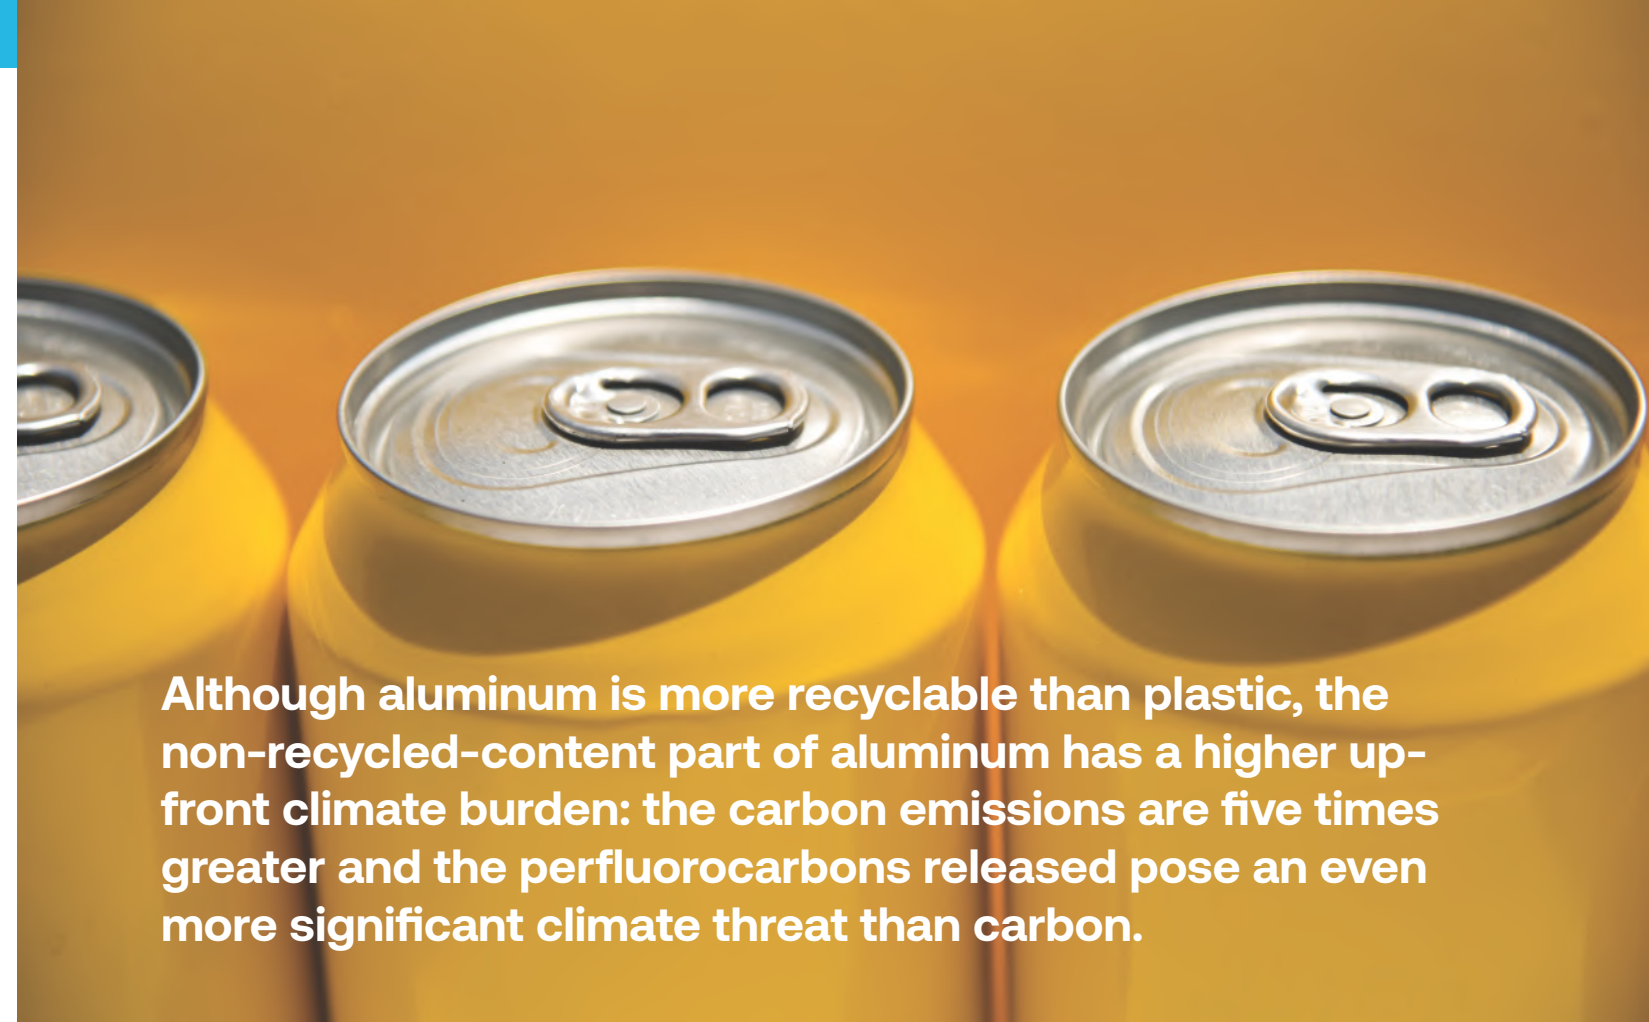 Although aluminum is more recyclable than plastic, the
non-recycled-content part of aluminum has a higher up-
front climate burden: the carbon emissions are five times
greater and the perfluorocarbons released pose an even
more significant climate threat than carbon.